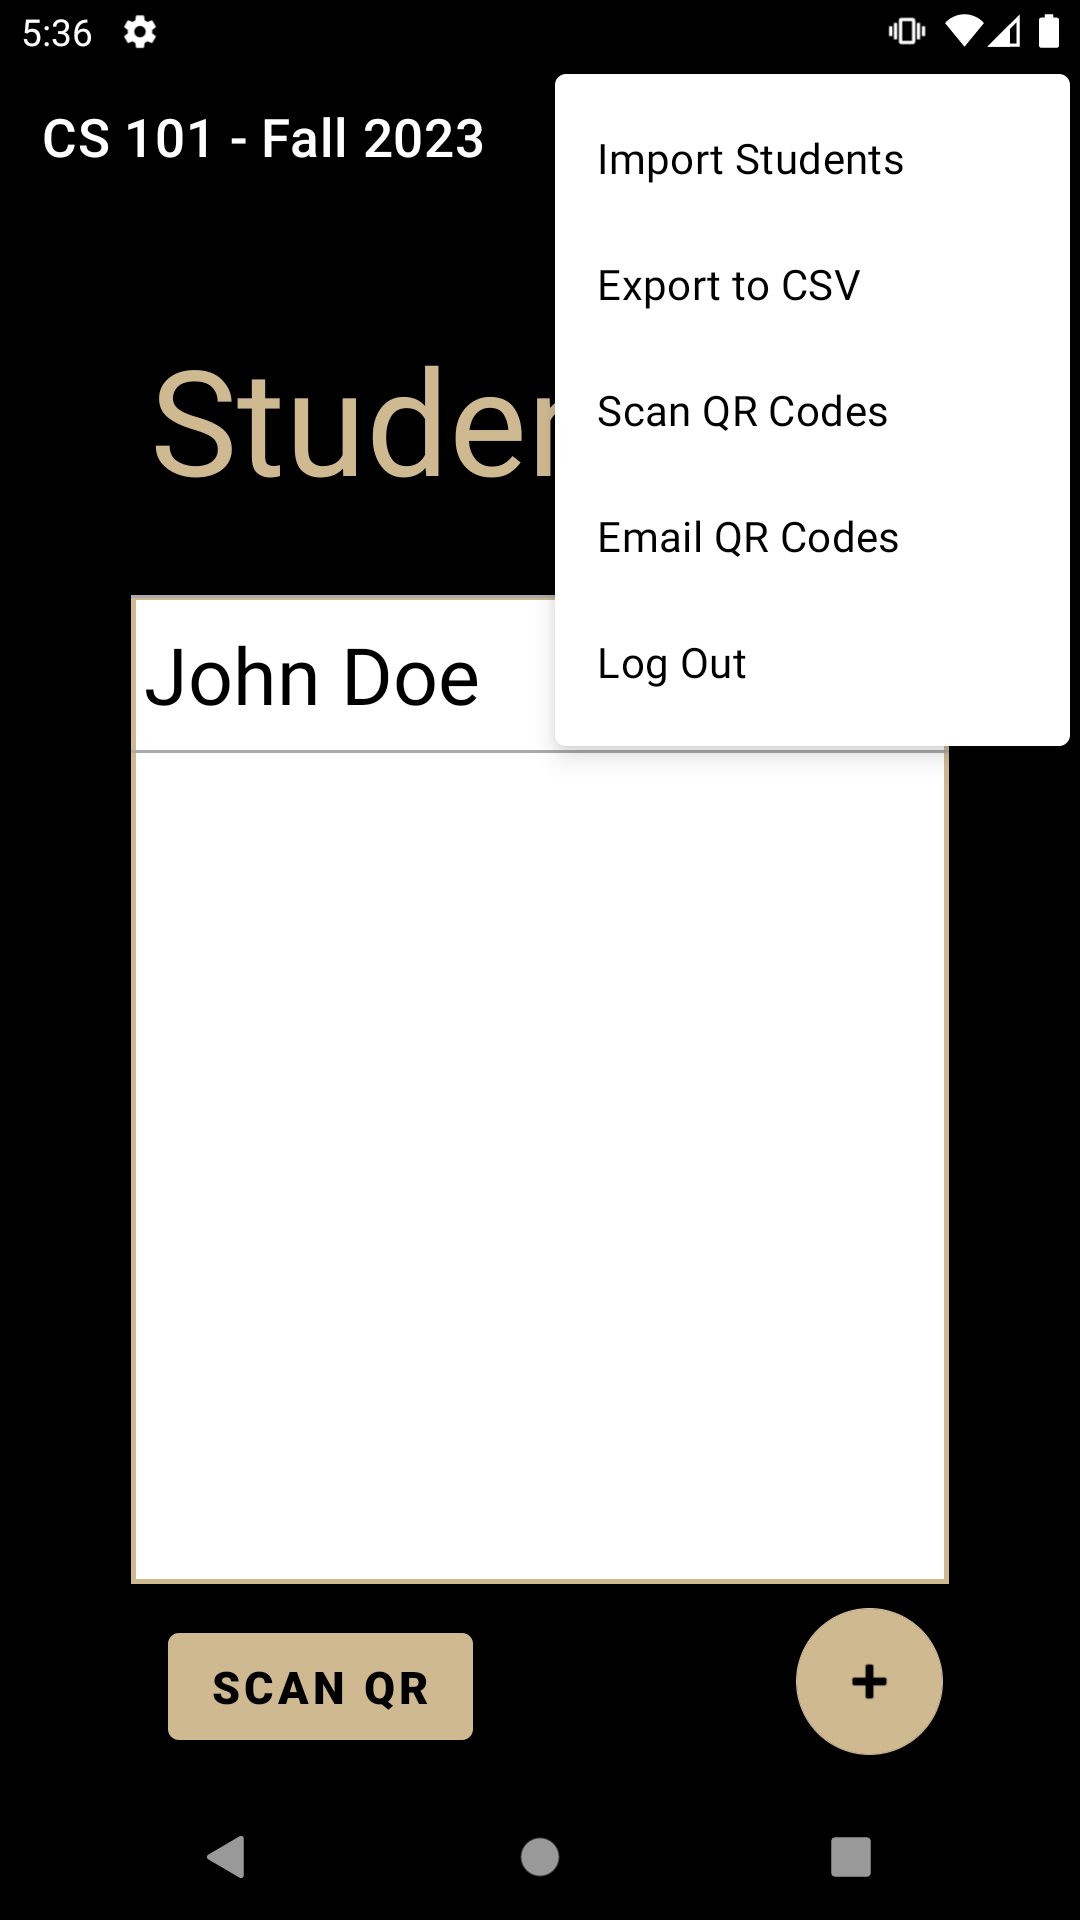 5:36
CS 101 - Fall 2023
Import Students
Export to CSV
Scan QR Codes
Email QR Codes
Log Out
John Doe
SCAN QR